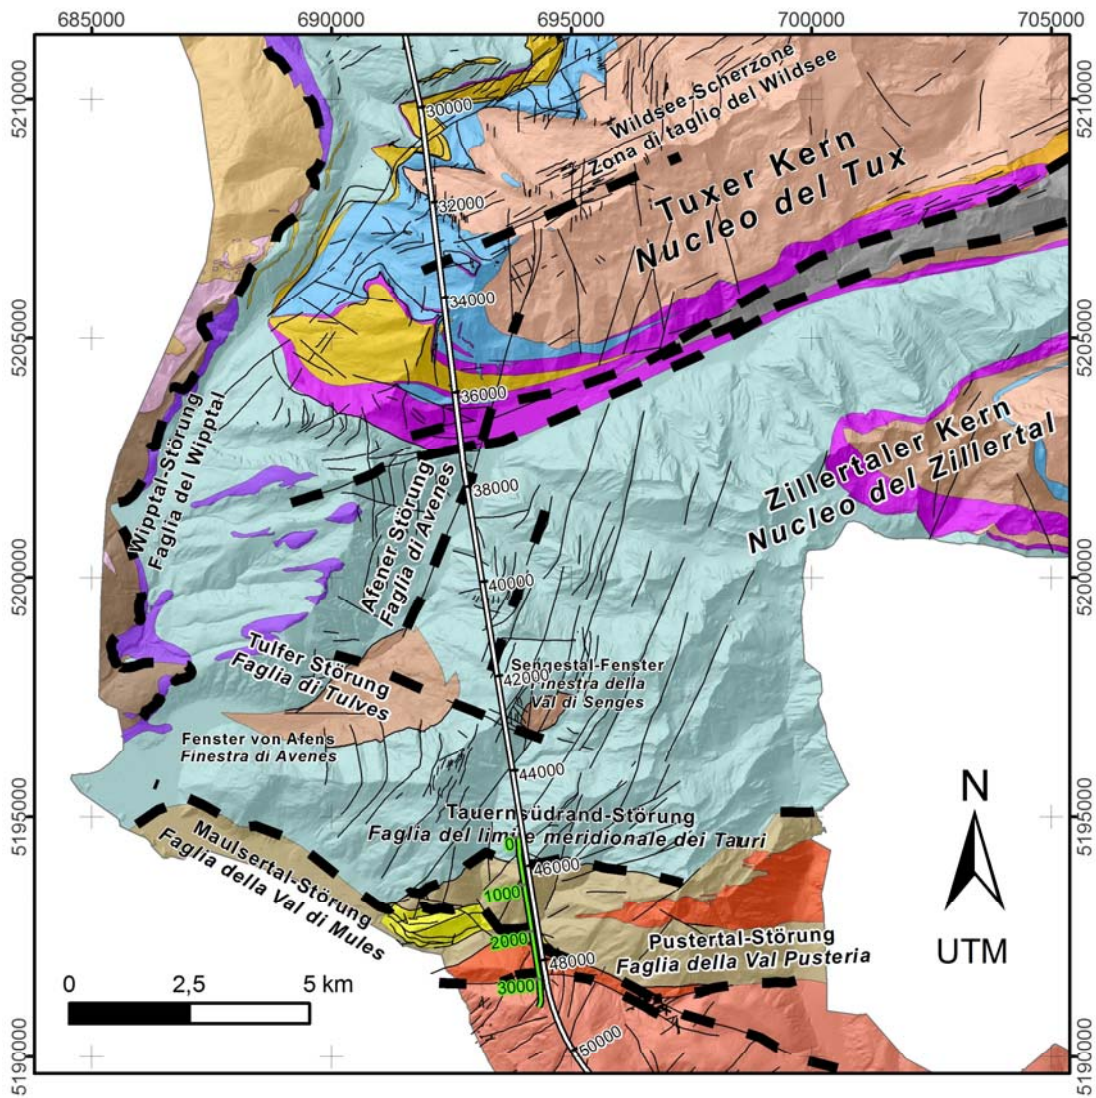 685000 690000 695000 700000 705000
5210000
5205000
5200000
5195000
5190000
5210000
5205000
5200000
5195000
5190000
30000
32000
34000
36000
38000
40000
42000
44000
46000
48000
50000
Wildsee-Scherzone
Zona di taglio del Wildsee
Tuxer Kern
Nucleo del Tux
Zillertaler Kern
Nucleo del Zillertal
Wipptal-Störung
Faglia del Wipptal
Afener Störung
Faglia di Avenes
Tulfer Störung
Faglia di Tulves
Sengestal-Fenster
Finestra della
Val di Senges
Fenster von Afens
Finestra di Avenes
Tauernsüdrand-Störung
Faglia del limite meridionale dei Tauri
Maulsertal-Störung
Faglia della Val di Mules
0
1000
2000
3000
Pustertal-Störung
Faglia della Val Pusteria
N
UTM
0 2,5 5 km